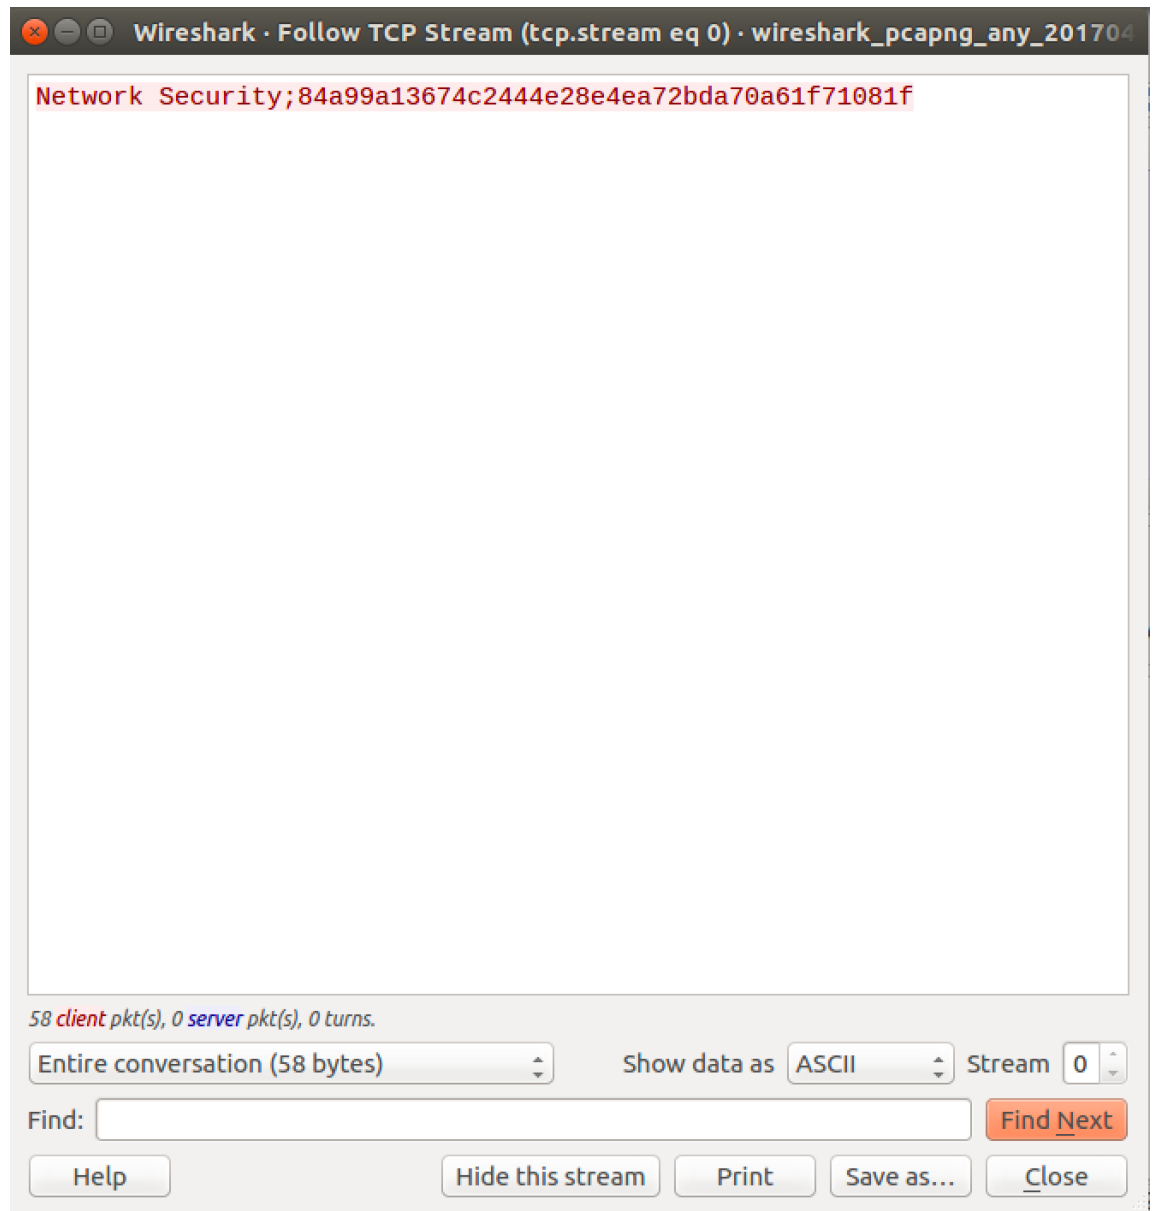 Wireshark · Follow TCP Stream (tcp.stream eq 0) · wireshark_pcapng_any_201704
Network Security;84a99a13674c2444e28e4ea72bda70a61f71081f
58 client pkt(s), 0 server pkt(s), 0 turns.
Entire conversation (58 bytes) Show data as ASCII Stream 0
Find: Find Next
Help Hide this stream Print Save as… Close